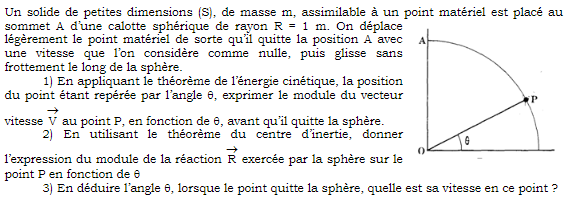 Un solide de petites dimensions (S), de masse m, assimilable à un point matériel est placé au
sommet A d'une calotte sphérique de rayon R = 1 m. On déplace
légèrement le point matériel de sorte qu'il quitte la position A avec
une vitesse que l'on considère comme nulle, puis glisse sans
frottement le long de la sphère.
1) En appliquant le théorème de l'énergie cinétique, la position
du point étant repérée par l'angle θ, exprimer le module du vecteur
vitesse V⃗ au point P, en fonction de θ, avant qu'il quitte la sphère.
2) En utilisant le théorème du centre d'inertie, donner
l'expression du module de la réaction R⃗ exercée par la sphère sur le
point P en fonction de θ
3) En déduire l'angle θ, lorsque le point quitte la sphère, quelle est sa vitesse en ce point ?
A
P
θ
O